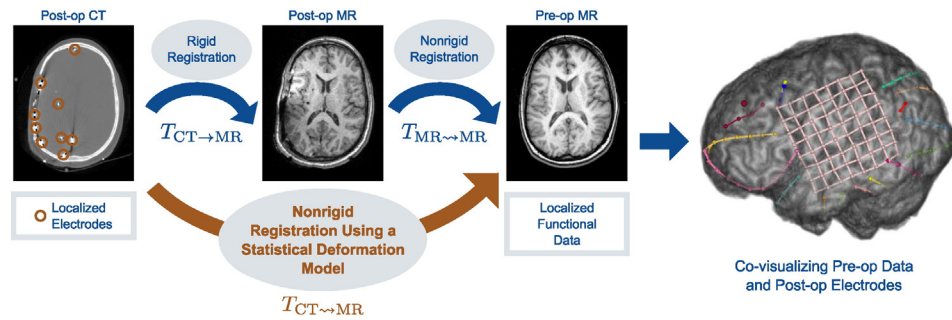 Post-op CT
Rigid
Registration
T_CT→MR
Post-op MR
Nonrigid
Registration
T_MR⇝MR
Pre-op MR
Localized
Electrodes
Nonrigid
Registration Using a
Statistical Deformation
Model
T_CT⇝MR
Localized
Functional
Data
Co-visualizing Pre-op Data
and Post-op Electrodes